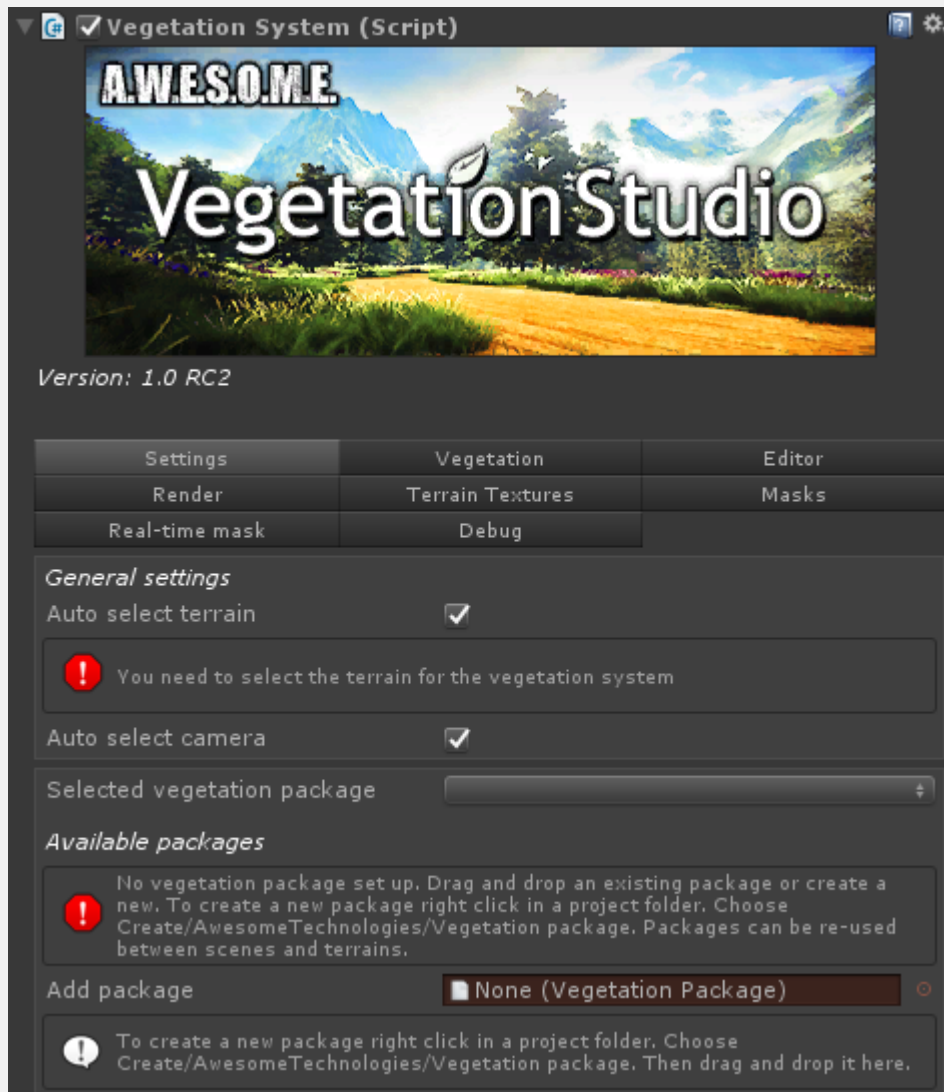 Vegetation System (Script)
A.W.E.S.O.M.E.
Vegetation Studio
Version: 1.0 RC2
Settings
Vegetation
Editor
Render
Terrain Textures
Masks
Real-time mask
Debug
General settings
Auto select terrain
You need to select the terrain for the vegetation system
Auto select camera
Selected vegetation package
Available packages
No vegetation package set up. Drag and drop an existing package or create a
new. To create a new package right click in a project folder. Choose
Create/AwesomeTechnologies/Vegetation package. Packages can be re-used
between scenes and terrains.
Add package
None (Vegetation Package)
To create a new package right click in a project folder. Choose
Create/AwesomeTechnologies/Vegetation package. Then drag and drop it here.